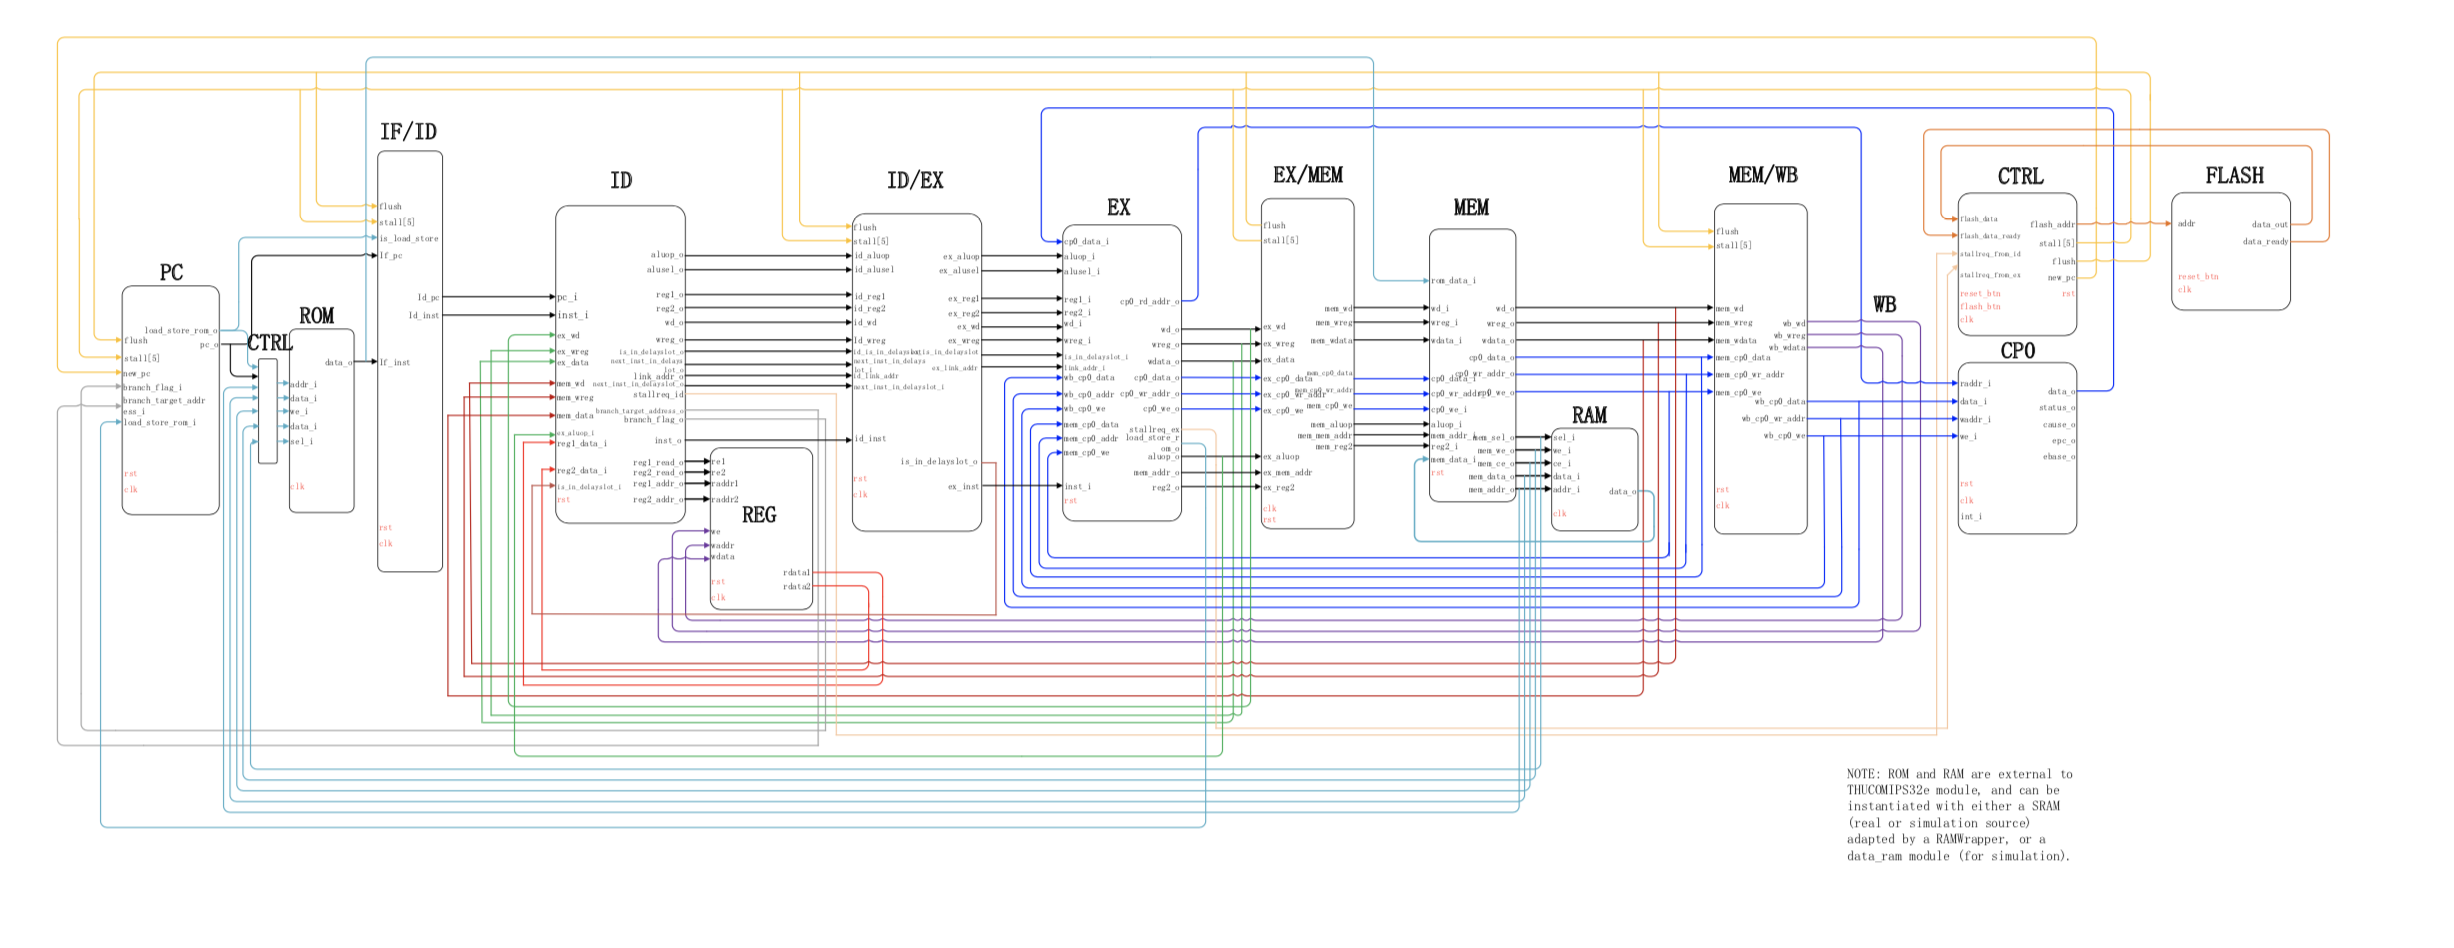 PC
load_store_rom_o
flush
pc_o
stall[5]
new_pc
branch_flag_i
branch_target_addr
ess_i
load_store_rom_i
rst
clk
CTRL
ROM
data_o
addr_i
data_i
we_i
data_i
sel_i
clk
IF/ID
flush
stall[5]
is_load_store
If_pc
Id_pc
Id_inst
If_inst
rst
clk
ID
aluop_o
alusel_o
reg1_o
pc_i
reg2_o
inst_i
wd_o
ex_wd
wreg_o
ex_wreg
is_in_delayslot_o
ex_data
next_inst_in_delays
lot_o
link_addr_o
mem_wd
next_inst_in_delayslot_o
mem_wreg
stallreq_id
mem_data
branch_target_address_o
branch_flag_o
ex_aluop_i
reg1_data_i
inst_o
reg2_data_i
reg1_read_o
reg2_read_o
is_in_delayslot_i
reg1_addr_o
rst
reg2_addr_o
REG
re1
re2
raddr1
raddr2
we
waddr
wdata
rdata1
rst
rdata2
clk
ID/EX
flush
stall[5]
id_aluop
ex_aluop
id_alusel
ex_alusel
id_reg1
ex_reg1
id_reg2
ex_reg2
id_wd
ex_wd
Id_wreg
ex_wreg
id_is_in_delayslot
next_inst_in_delays
lot_i
ex_link_addr
id_link_addr
next_inst_in_delayslot_i
id_inst
is_in_delayslot_o
rst
ex_inst
clk
EX
cp0_data_i
aluop_i
alusel_i
reg1_i
cp0_rd_addr_o
reg2_i
wd_i
wd_o
wreg_i
wreg_o
is_in_delayslot_i
wdata_o
link_addr_i
wb_cp0_data
cp0_data_o
wb_cp0_addr
cp0_wr_addr_o
wb_cp0_we
cp0_we_o
mem_cp0_data
stallreq_ex
mem_cp0_addr
load_store_r
om_o
mem_cp0_we
aluop_o
mem_addr_o
inst_i
reg2_o
rst
EX/MEM
flush
stall[5]
mem_wd
ex_wd
mem_wreg
ex_wreg
mem_wdata
ex_data
mem_cp0_data
ex_cp0_data
mem_cp0_wr_addr
ex_cp0_wr_addr
mem_cp0_we
ex_cp0_we
mem_aluop
mem_mem_addr
mem_reg2
ex_aluop
ex_mem_addr
ex_reg2
clk
rst
MEM
rom_data_i
wd_i
wd_o
wreg_i
wreg_o
wdata_i
wdata_o
cp0_data_o
cp0_data_i
cp0_wr_addr_o
cp0_wr_addr_i
cp0_we_o
cp0_we_i
aluop_i
mem_addr_i
mem_sel_o
reg2_i
mem_we_o
mem_data_i
mem_ce_o
rst
mem_data_o
mem_addr_o
RAM
sel_i
we_i
ce_i
data_i
addr_i
data_o
clk
MEM/WB
flush
stall[5]
mem_wd
mem_wreg
mem_wdata
mem_cp0_data
mem_cp0_wr_addr
mem_cp0_we
WB
wb_wd
wb_wreg
wb_wdata
wb_cp0_data
wb_cp0_wr_addr
wb_cp0_we
rst
clk
CTRL
flash_data
flash_addr
flash_data_ready
stall[5]
stallreq_from_id
flush
stallreq_from_ex
new_pc
reset_btn
rst
flash_btn
clk
FLASH
addr
data_out
data_ready
reset_btn
clk
CP0
raddr_i
data_o
data_i
status_o
waddr_i
cause_o
we_i
epc_o
ebase_o
rst
clk
int_i
NOTE: ROM and RAM are external to
THUCOMIPS32e module, and can be
instantiated with either a SRAM
(real or simulation source)
adapted by a RAMWrapper, or a
data_ram module (for simulation).